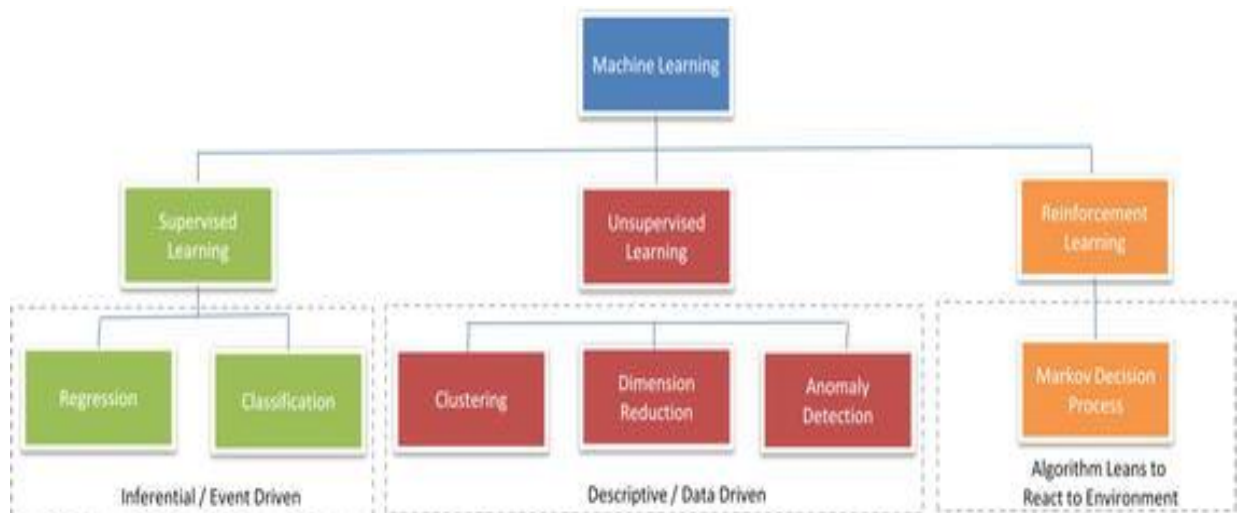 Machine Learning
Supervised
Learning
Unsupervised
Learning
Reinforcement
Learning
Regression
Classification
Clustering
Dimension
Reduction
Anomaly
Detection
Markov Decision
Process
Inferential / Event Driven
Descriptive / Data Driven
Algorithm Leans to
React to Environment